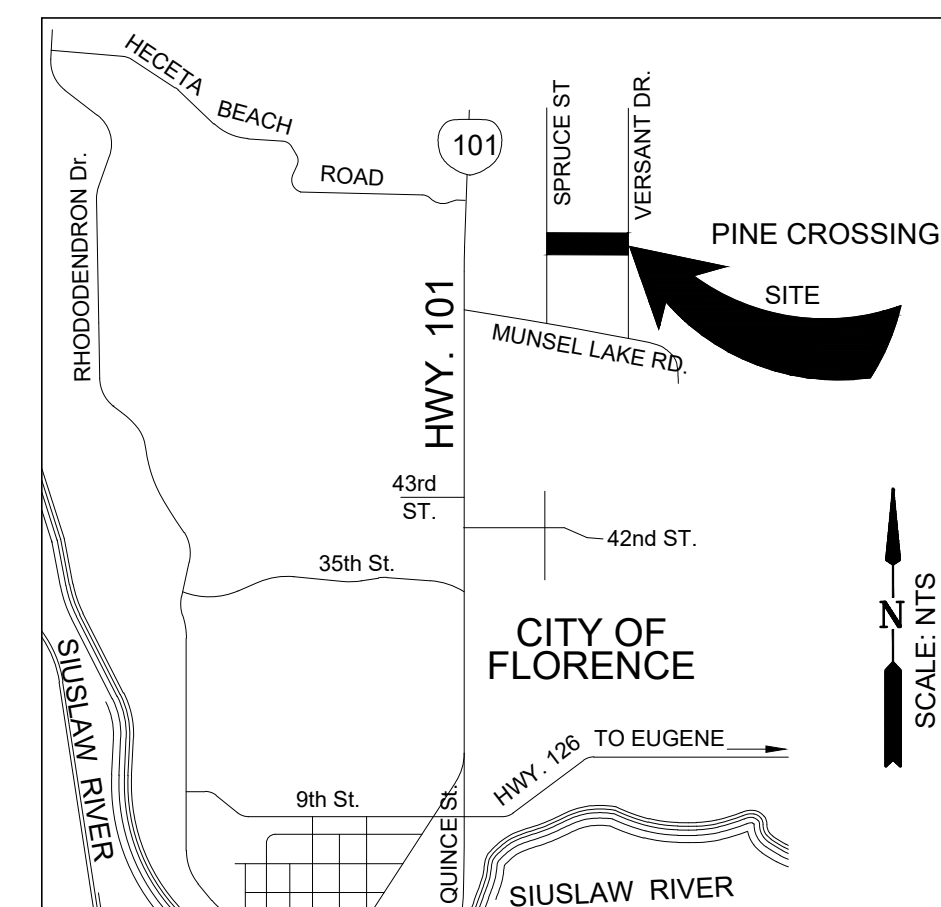 HECETA
BEACH
ROAD
101
SPRUCE ST
VERSANT DR.
PINE CROSSING
SITE
RHODODENDRON Dr.
HWY. 101
MUNSEL LAKE RD.
43rd
ST.
42nd ST.
35th St.
CITY OF
FLORENCE
N
SCALE: NTS
SIUSLAW RIVER
HWY. 126
TO EUGENE
9th St.
QUINCE St.
SIUSLAW RIVER